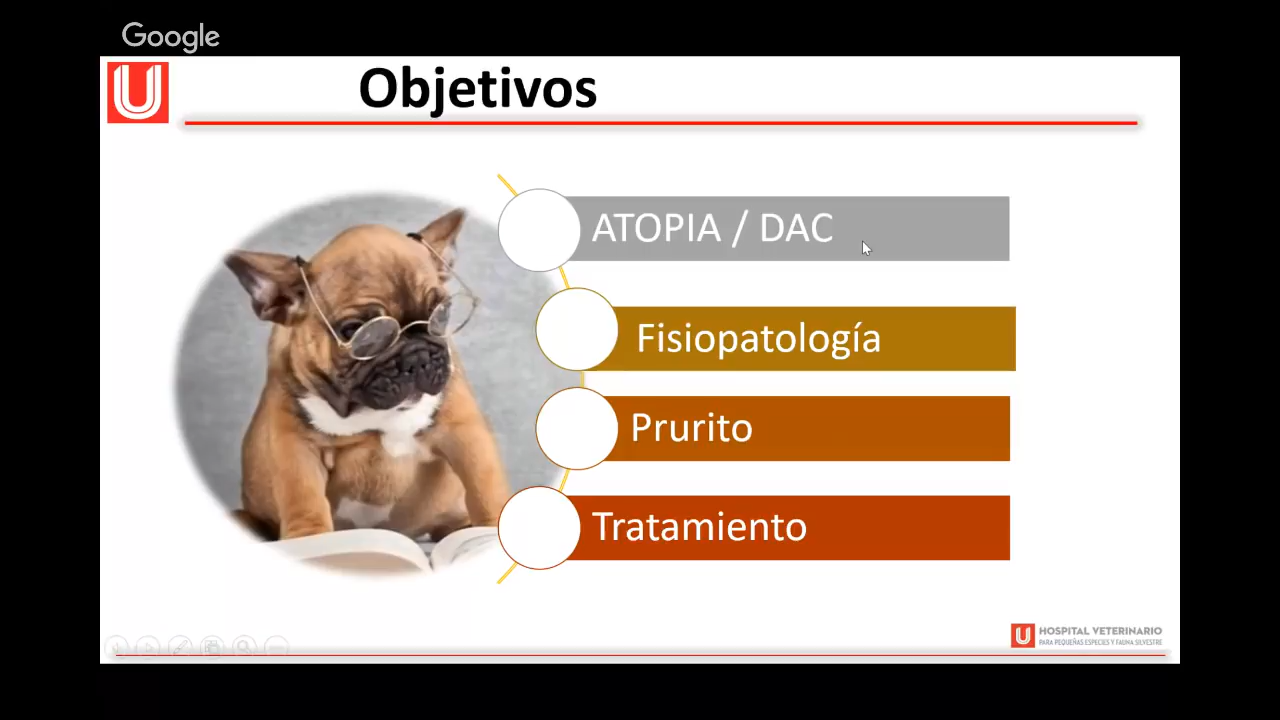 Google
U
Objetivos
ATOPIA / DAC
Fisiopatología
Prurito
Tratamiento
U HOSPITAL VETERINARIO
PARA PEQUEÑAS ESPECIES Y FAUNA SILVESTRE